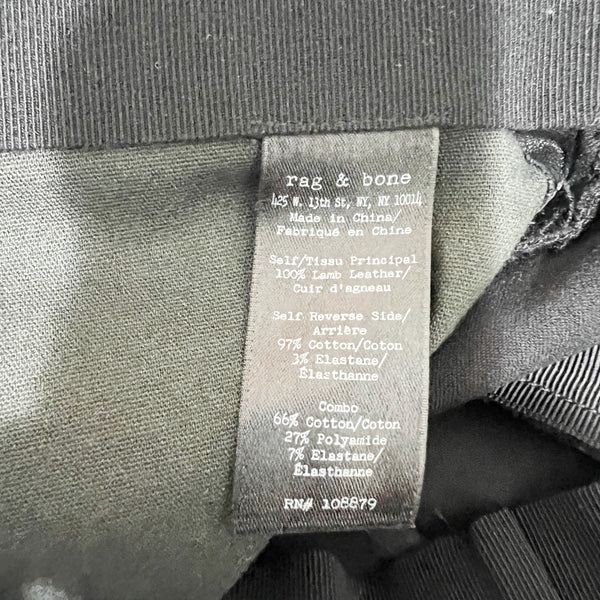 rag & bone
425 W. 13th St, NY, NY 10014
Made in China/
Fabriqué en Chine
Self/Tissu Principal
100% Lamb Leather/
Cuir d'agneau
Self Reverse Side/
Arrière
97% Cotton/Coton
3% Elastane/
Élasthanne
Combo
66% Cotton/Coton
27% Polyamide
7% Elastane/
Élasthanne
RN# 108879